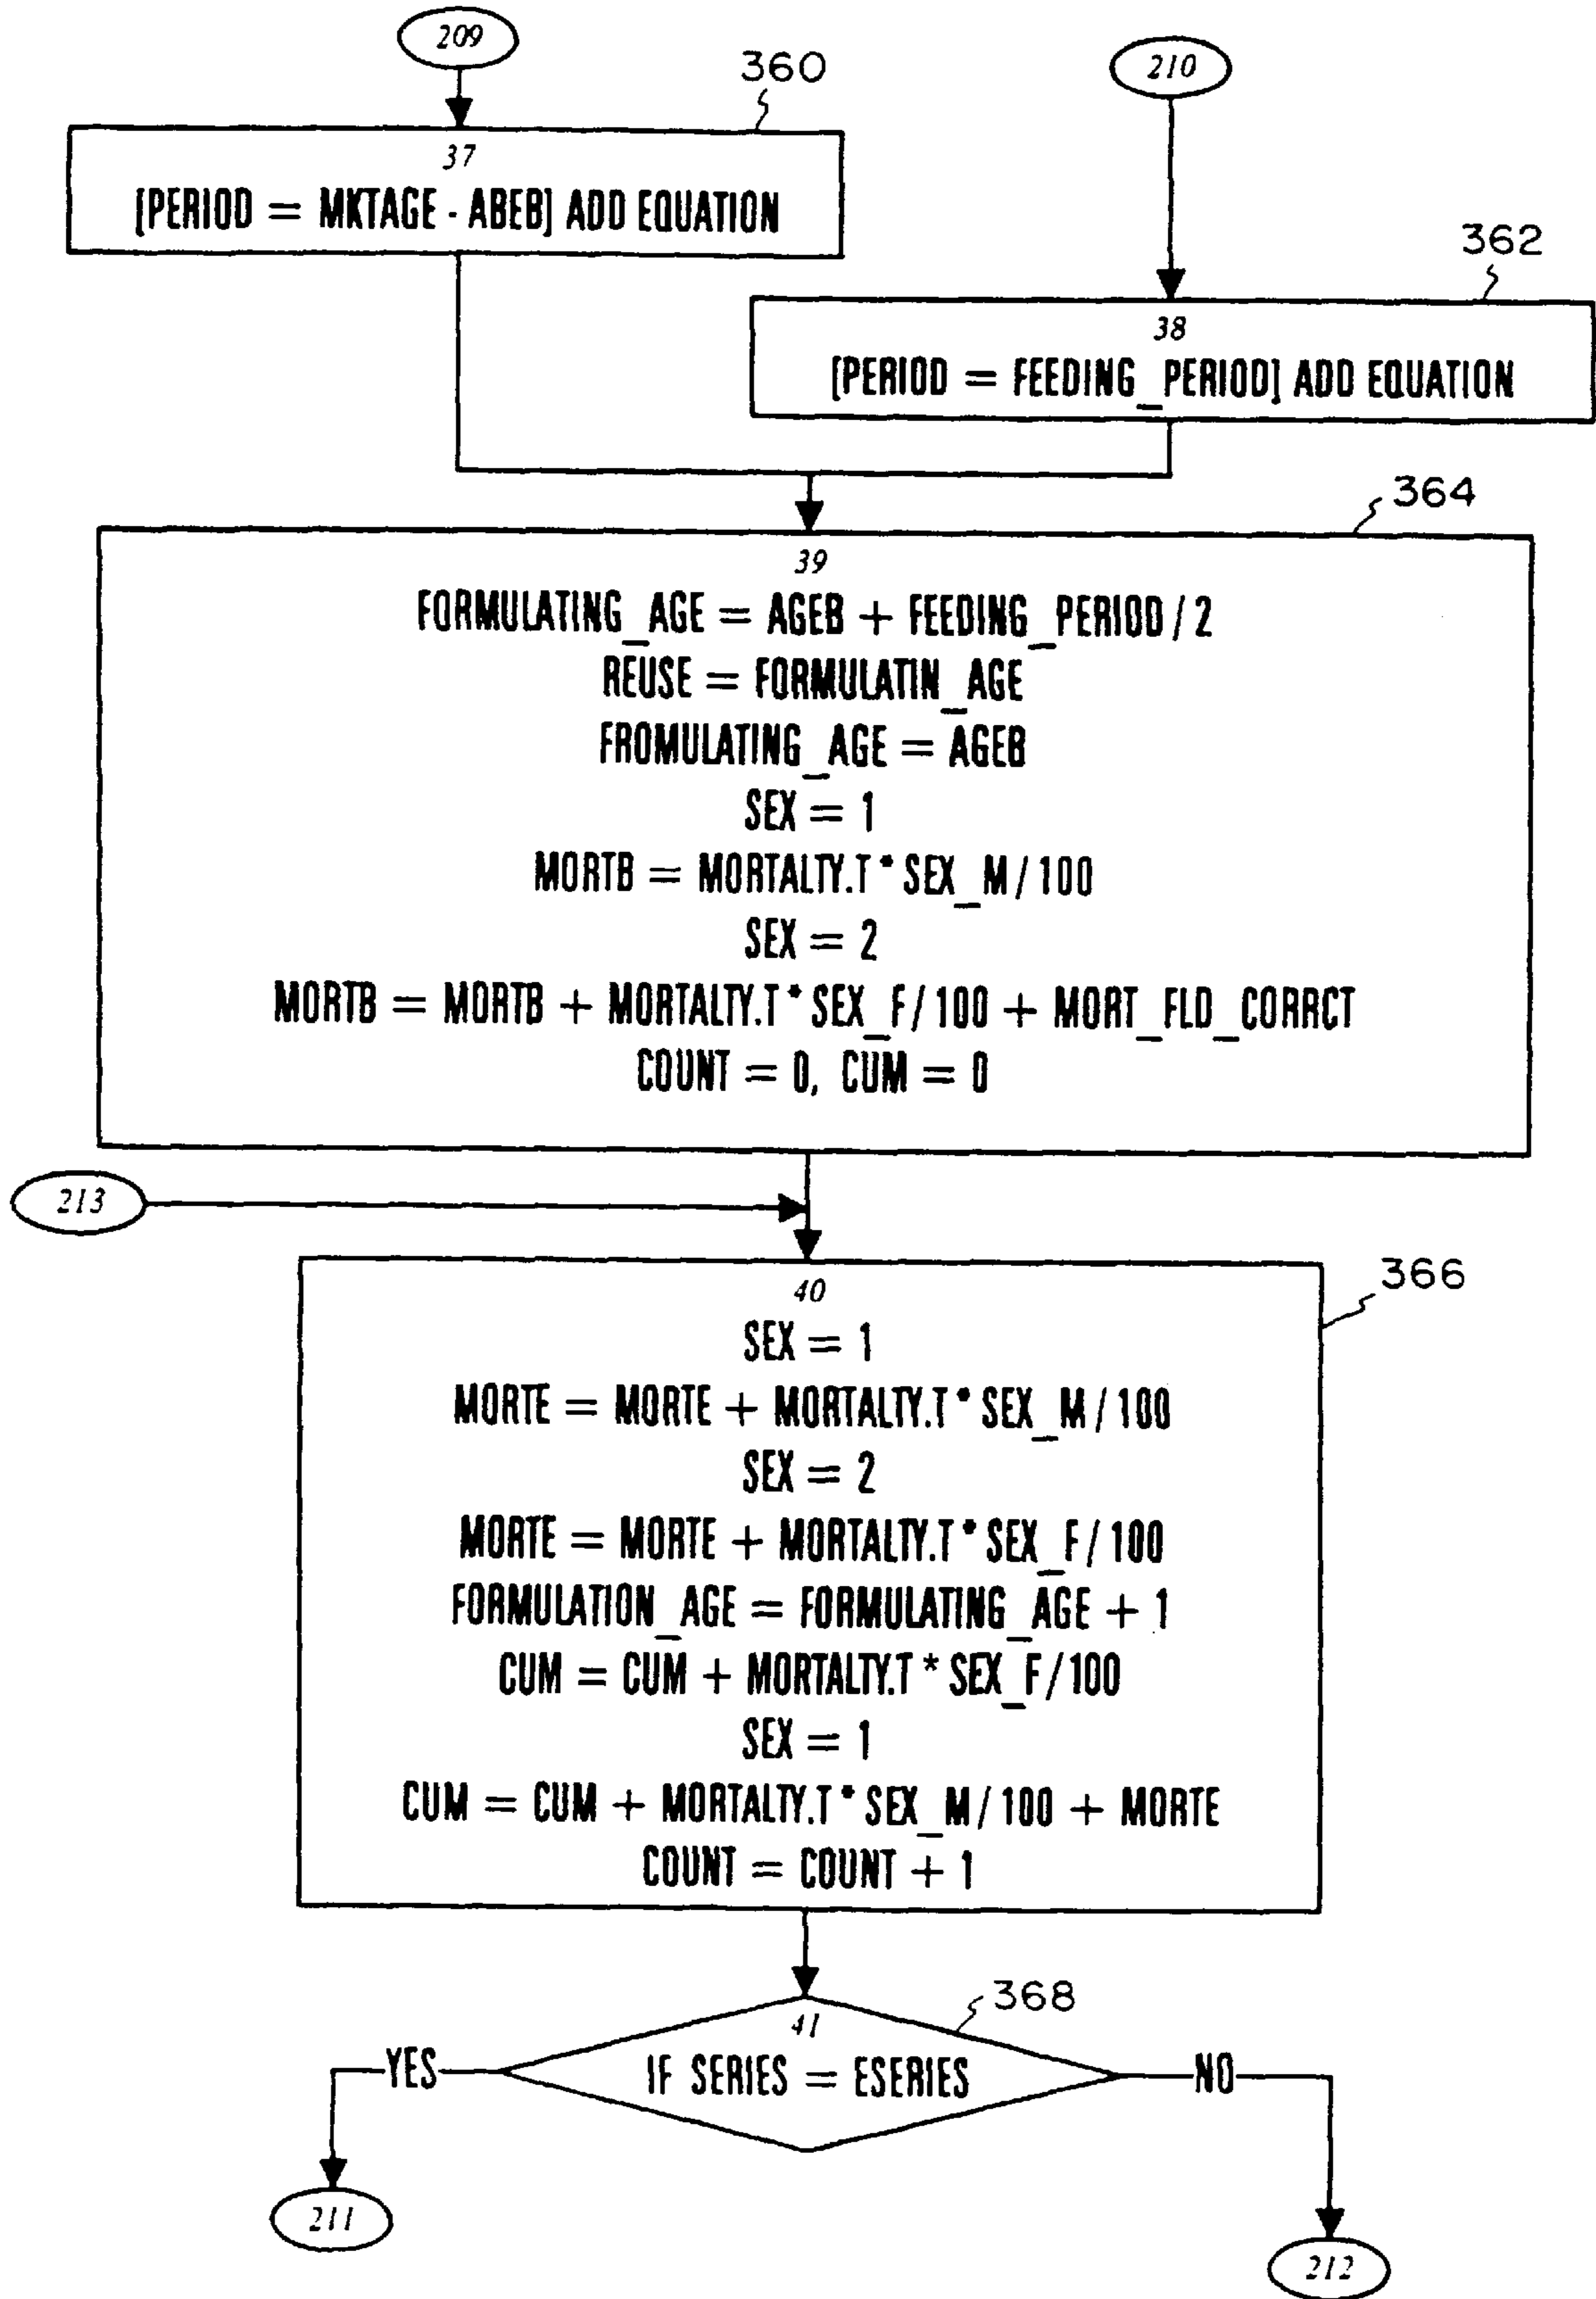 209
360
210
37
[PERIOD = MKTAGE - ABEB] ADD EQUATION
362
38
[PERIOD = FEEDING_PERIOD] ADD EQUATION
364
39
FORMULATING_AGE = AGEB + FEEDING_PERIOD/2
REUSE = FORMULATIN_AGE
FROMULATING_AGE = AGEB
SEX = 1
MORTB = MORTALTY.T * SEX_M/100
SEX = 2
MORTB = MORTB + MORTALTY.T * SEX_F/100 + MORT_FLD_CORRCT
COUNT = 0, CUM = 0
213
366
40
SEX = 1
MORTE = MORTE + MORTALTY.T * SEX_M/100
SEX = 2
MORTE = MORTE + MORTALTY.T * SEX_F/100
FORMULATION_AGE = FORMULATING_AGE + 1
CUM = CUM + MORTALTY.T * SEX_F/100
SEX = 1
CUM = CUM + MORTALTY.T * SEX_M/100 + MORTE
COUNT = COUNT + 1
368
41
YES IF SERIES = ESERIES NO
211
212